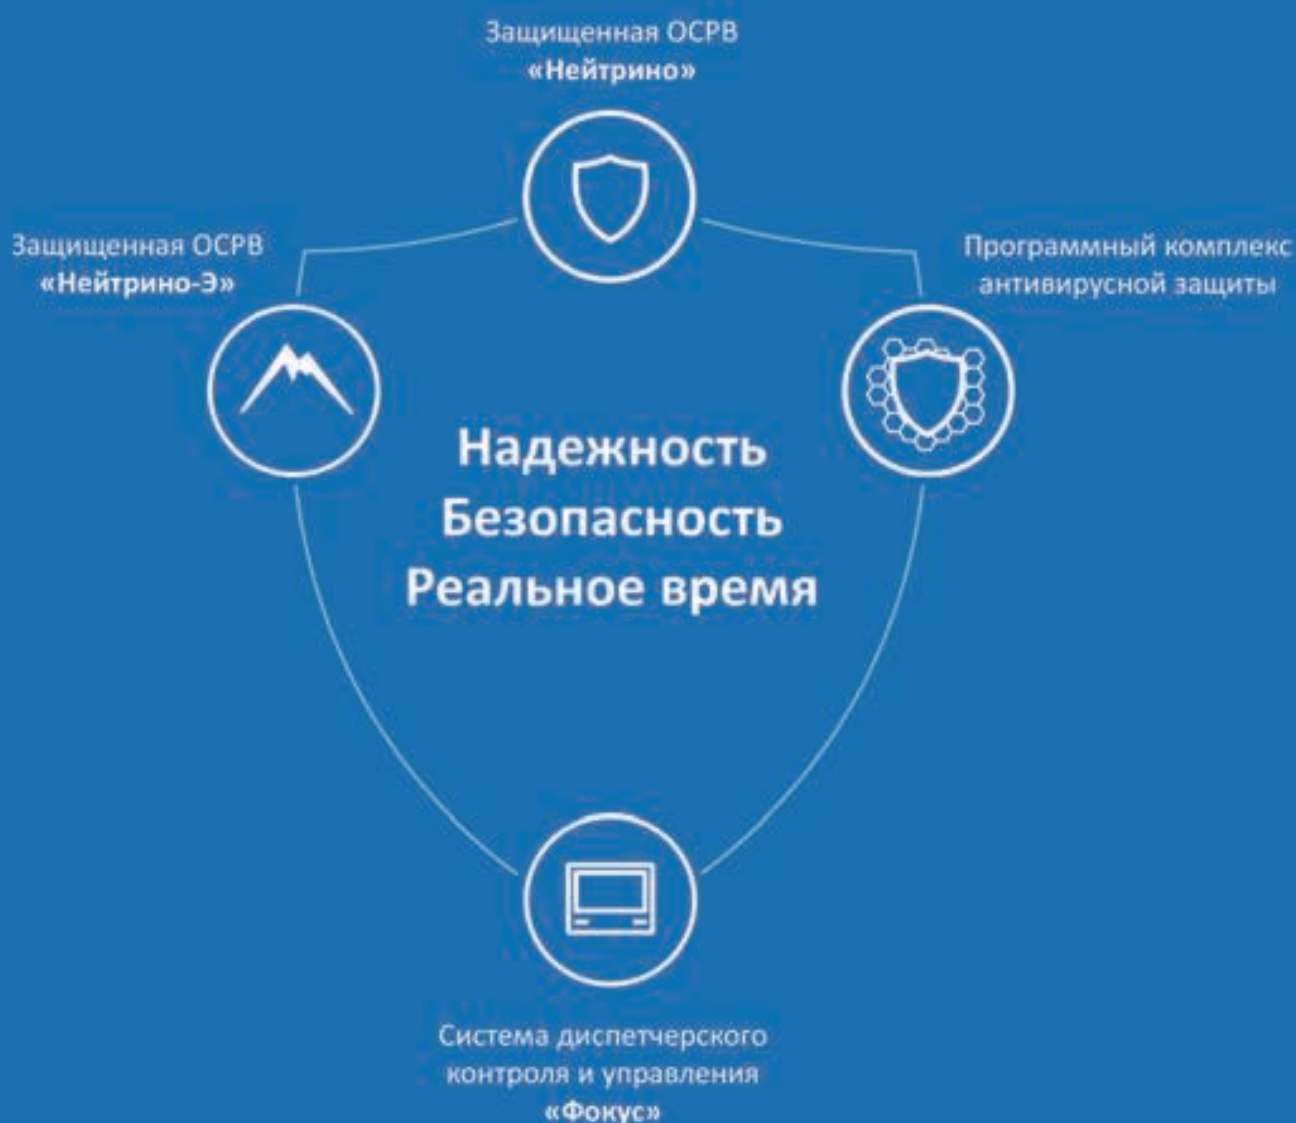 Защищенная ОСРВ
«Нейтрино»
Защищенная ОСРВ
«Нейтрино-Э»
Программный комплекс
антивирусной защиты
Надежность
Безопасность
Реальное время
Система диспетчерского
контроля и управления
«Фокус»